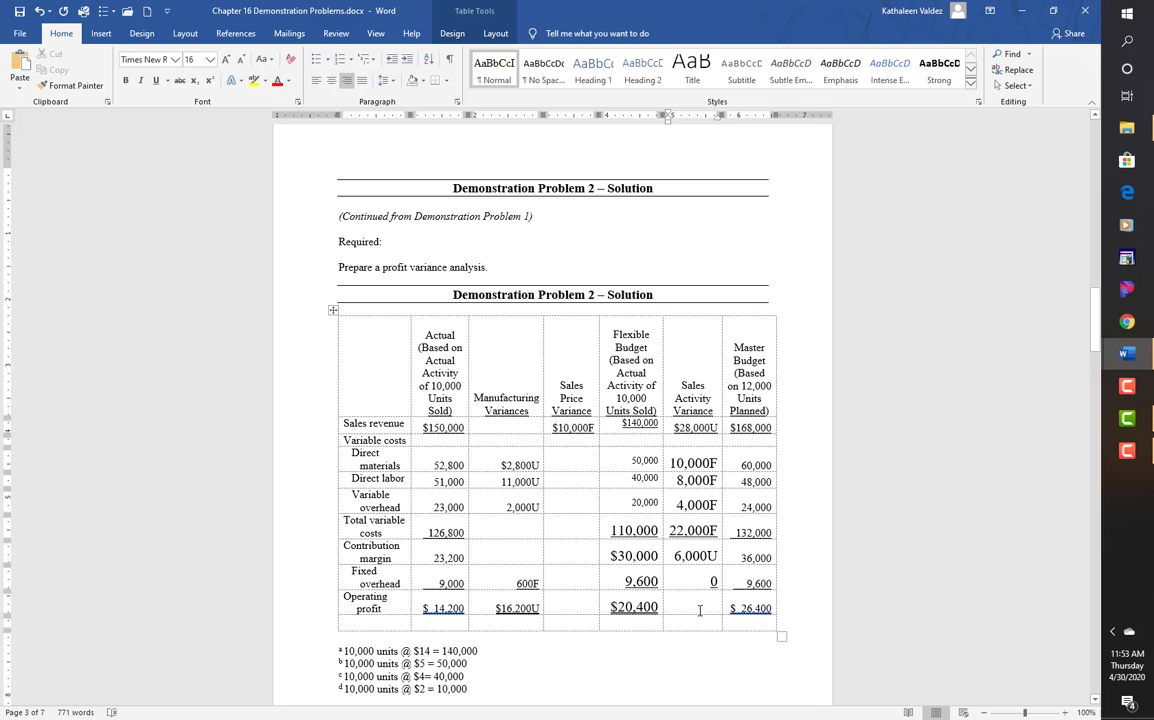 Chapter 16 Demonstration Problems.docx - Word
Table Tools
Kathaleen Valdez
File Home Insert Design Layout References Mailings Review View Help Design Layout Tell me what you want to do Share
Paste
Cut
Copy
Format Painter
Clipboard
Times New R 16
Font
Paragraph
AaBbCcI AaBbCcDc AaBbCc AaBbCcC AaB AaBbCcC AaBbCcDt AaBbCcDt AaBbCcDt AaBbCcDc
¶ Normal ¶ No Spac... Heading 1 Heading 2 Title Subtitle Subtle Em... Emphasis Intense E... Strong
Styles
Find
Replace
Select
Editing
Demonstration Problem 2 – Solution
(Continued from Demonstration Problem 1)
Required:
Prepare a profit variance analysis.
Demonstration Problem 2 – Solution
Actual (Based on Actual Activity of 10,000 Units Sold) Manufacturing Variances Sales Price Variance Flexible Budget (Based on Actual Activity of 10,000 Units Sold) Sales Activity Variance Master Budget (Based on 12,000 Units Planned)
Sales revenue $150,000 $10,000F $140,000 $28,000U $168,000
Variable costs
Direct materials 52,800 $2,800U 50,000 10,000F 60,000
Direct labor 51,000 11,000U 40,000 8,000F 48,000
Variable overhead 23,000 2,000U 20,000 4,000F 24,000
Total variable costs 126,800 110,000 22,000F 132,000
Contribution margin 23,200 $30,000 6,000U 36,000
Fixed overhead 9,000 600F 9,600 0 9,600
Operating profit $ 14,200 $16,200U $20,400 $ 26,400
a 10,000 units @ $14 = 140,000
b 10,000 units @ $5 = 50,000
c 10,000 units @ $4= 40,000
d 10,000 units @ $2 = 10,000
Page 3 of 7 771 words
100%
11:53 AM
Thursday
4/30/2020